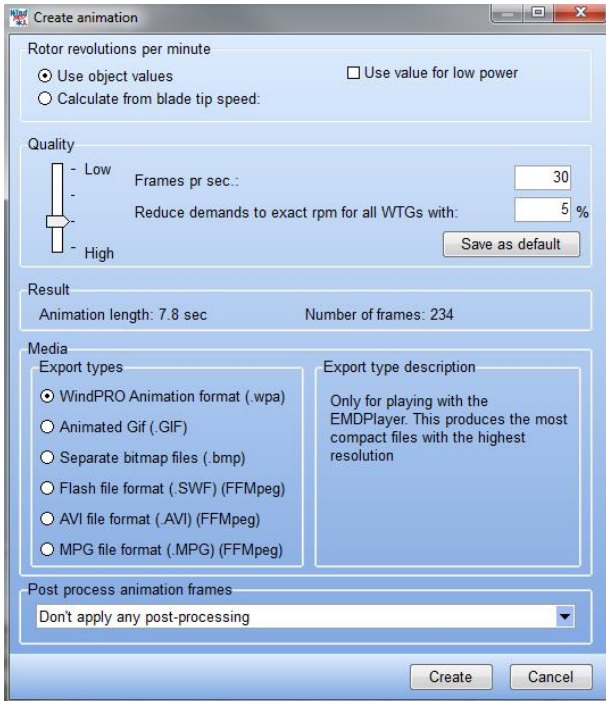 Create animation
Rotor revolutions per minute
Use object values
Use value for low power
Calculate from blade tip speed:
Quality
- Low
Frames pr sec.:
30
Reduce demands to exact rpm for all WTGs with:
5 %
- High
Save as default
Result
Animation length: 7.8 sec
Number of frames: 234
Media
Export types
WindPRO Animation format (.wpa)
Animated Gif (.GIF)
Separate bitmap files (.bmp)
Flash file format (.SWF) (FFMpeg)
AVI file format (.AVI) (FFMpeg)
MPG file format (.MPG) (FFMpeg)
Export type description
Only for playing with the
EMDPlayer. This produces the most
compact files with the highest
resolution
Post process animation frames
Don't apply any post-processing
Create
Cancel